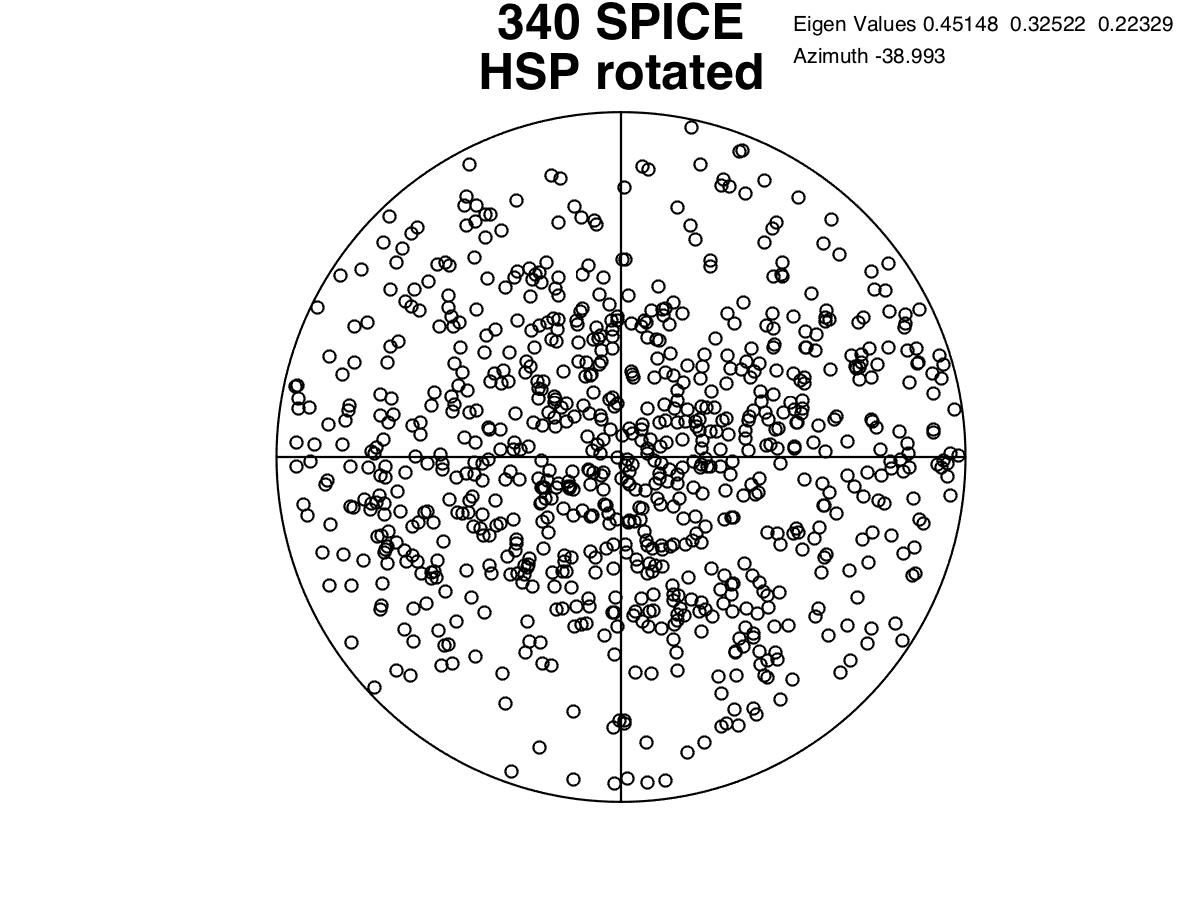 340 SPICE
HSP rotated
Eigen Values 0.45148  0.32522  0.22329
Azimuth -38.993